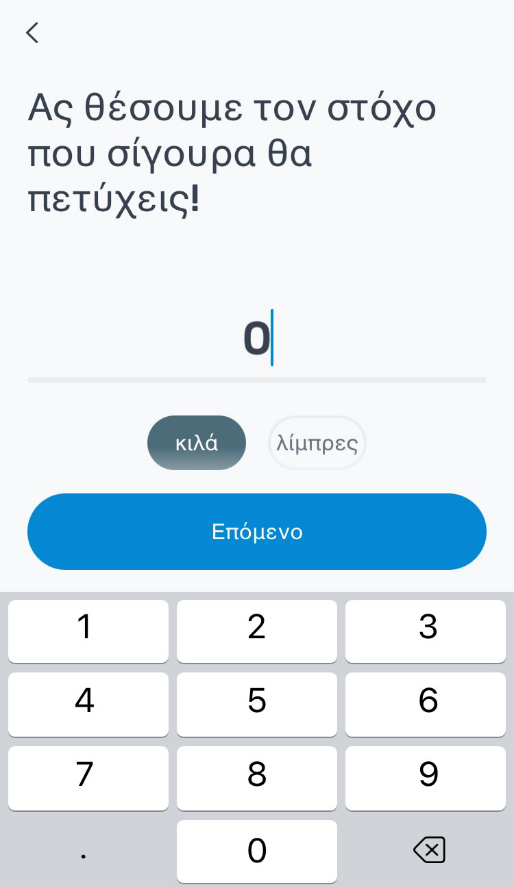 Ας θέσουμε τον στόχο
που σίγουρα θα
πετύχεις!
0
κιλά λίμπρες
Επόμενο
1 2 3
4 5 6
7 8 9
. 0